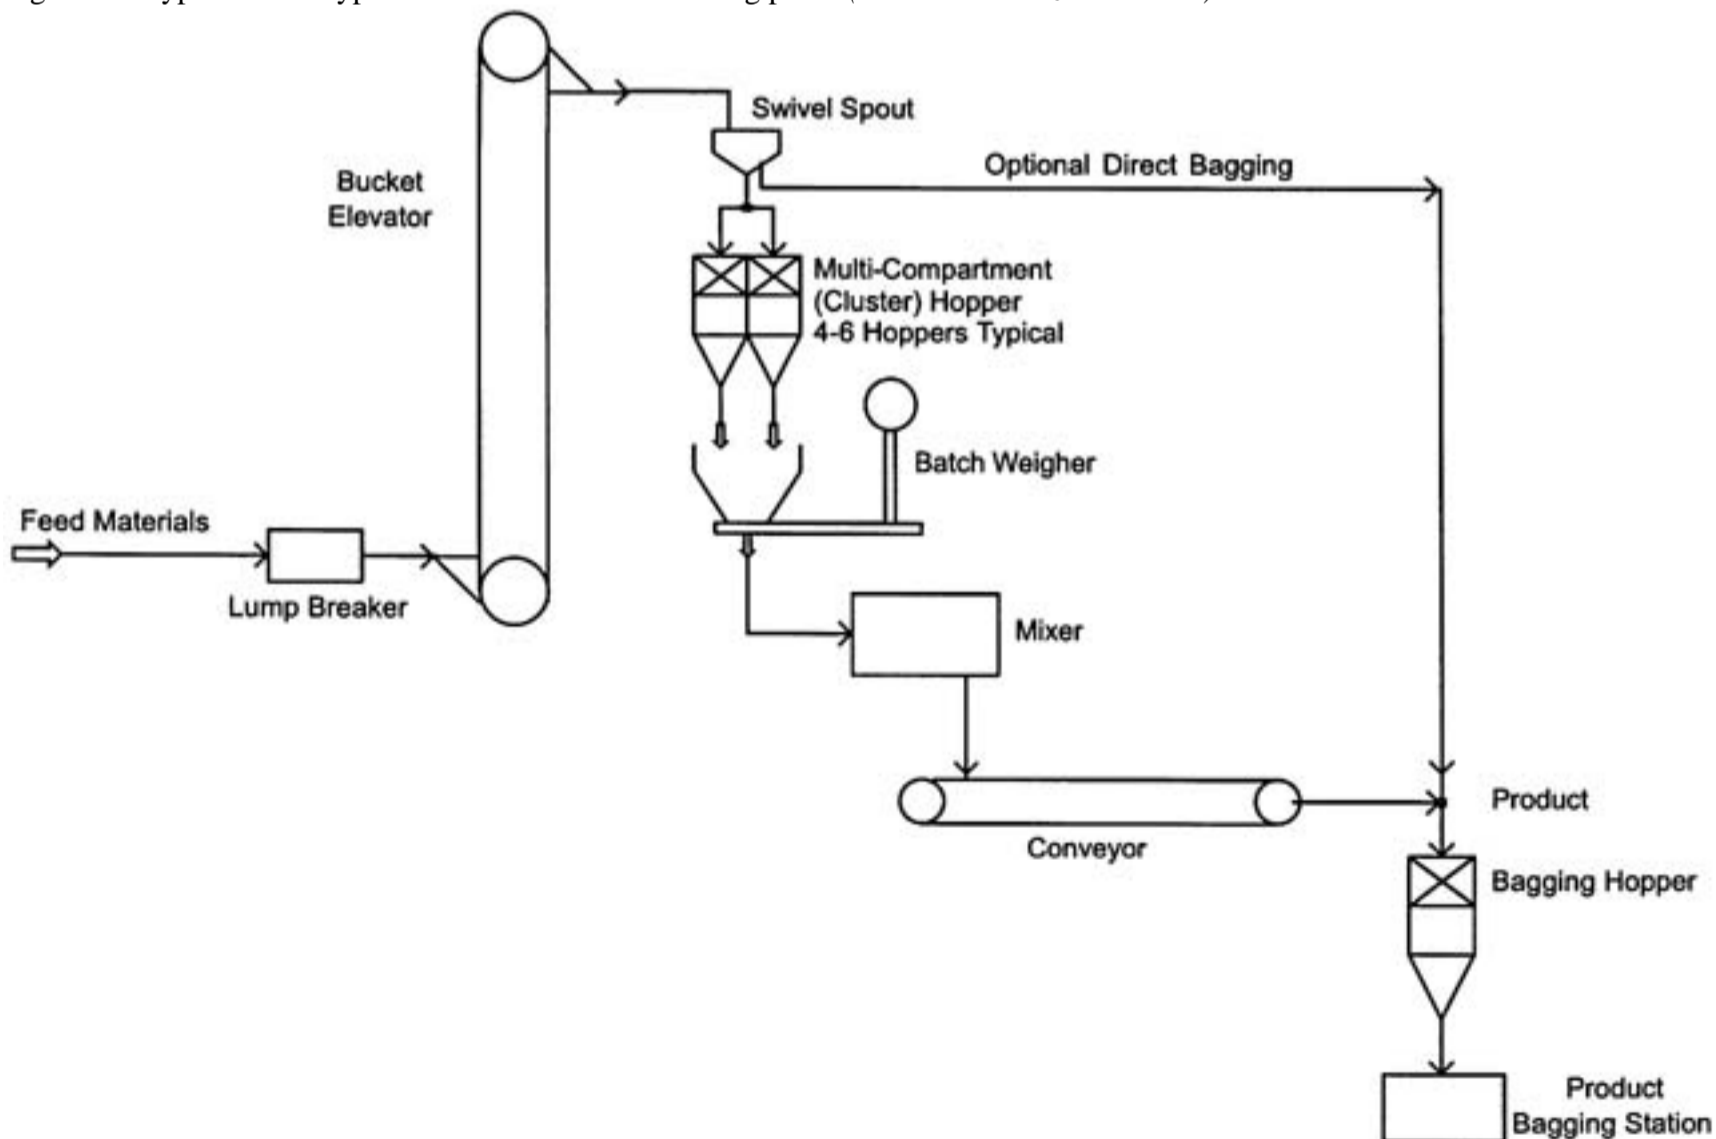 Swivel Spout
Optional Direct Bagging
Bucket
Elevator
Multi-Compartment
(Cluster) Hopper
4-6 Hoppers Typical
Batch Weigher
Feed Materials
Lump Breaker
Mixer
Product
Conveyor
Bagging Hopper
Product
Bagging Station